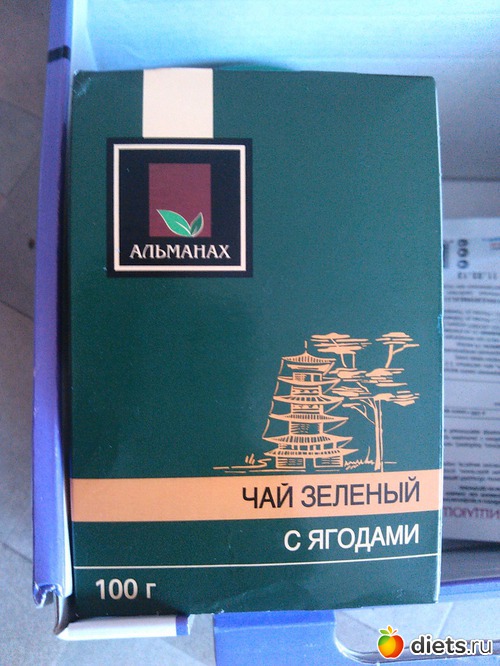 АЛЬМАНАХ
ЧАЙ ЗЕЛЕНЫЙ
С ЯГОДАМИ
100 г
diets.ru